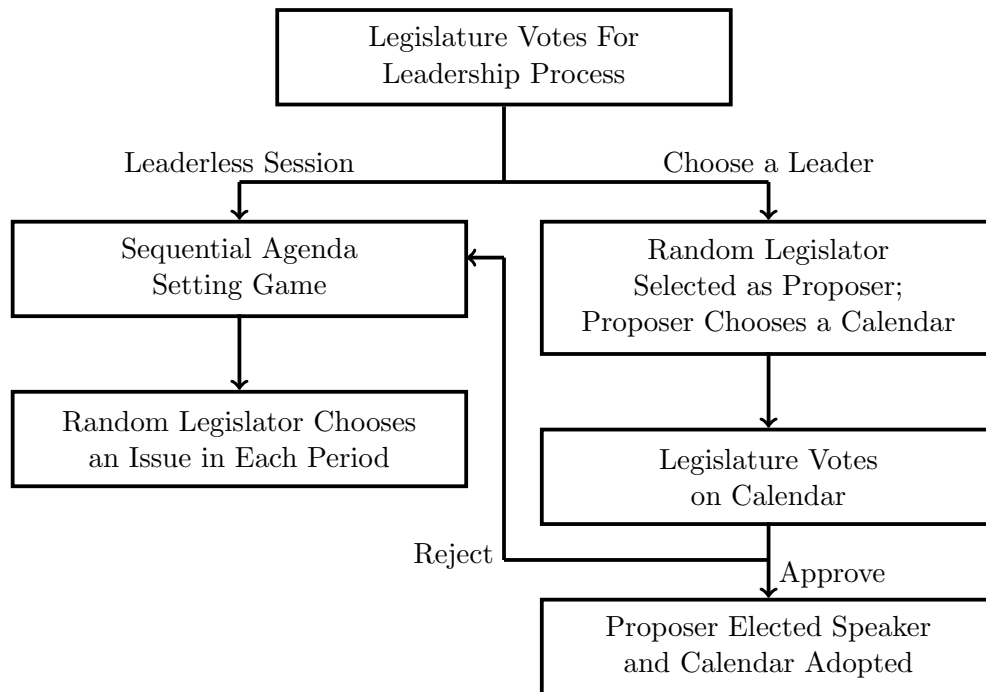 Legislature Votes For
Leadership Process
Leaderless Session
Choose a Leader
Sequential Agenda
Setting Game
Random Legislator
Selected as Proposer;
Proposer Chooses a Calendar
Random Legislator Chooses
an Issue in Each Period
Legislature Votes
on Calendar
Reject
Approve
Proposer Elected Speaker
and Calendar Adopted